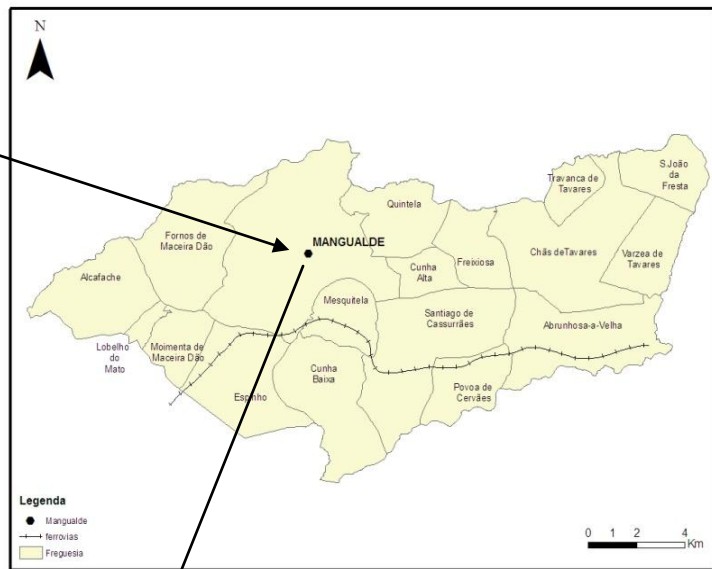 N
S.João
da
Fresta
Travanca de
Tavares
Quintela
Fornos de
Maceira Dão
MANGUALDE
Chãs deTavares
Varzea de
Tavares
Cunha
Alta
Freixiosa
Alcafache
Mesquitela
Santiago de
Cassurrães
Abrunhosa-a-Velha
Lobelho
do
Mato
Moimenta de
Maceira Dão
Cunha
Baixa
Espinho
Povoa de
Cervães
Legenda
Mangualde
ferrovias
Freguesia
0 1 2 4
Km